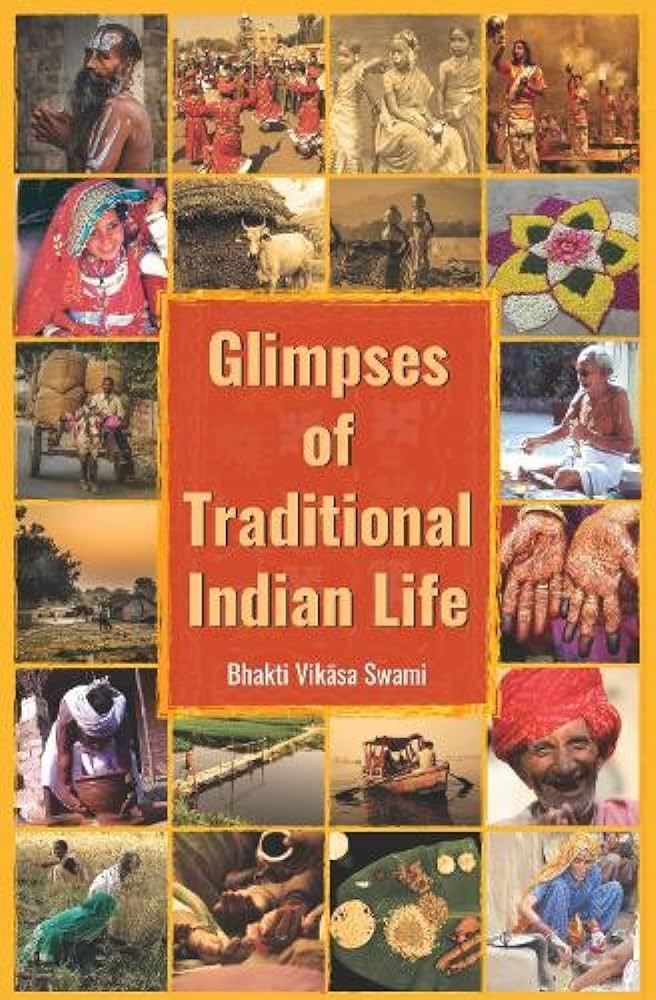 Glimpses
of
Traditional
Indian Life
Bhakti Vikāsa Swami